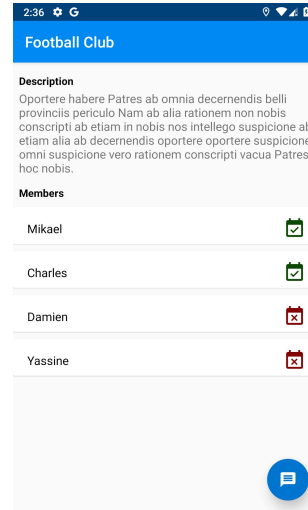 2:36 G
Football Club
Description
Oportere habere Patres ab omnia decernendis belli
provinciis periculo Nam ab alia rationem non nobis
conscripti ab etiam in nobis nos intellego suspicione ab
etiam alia ab decernendis oportere oportere suspicione
omni suspicione vero rationem conscripti vacua Patres
hoc nobis.
Members
Mikael
Charles
Damien
Yassine